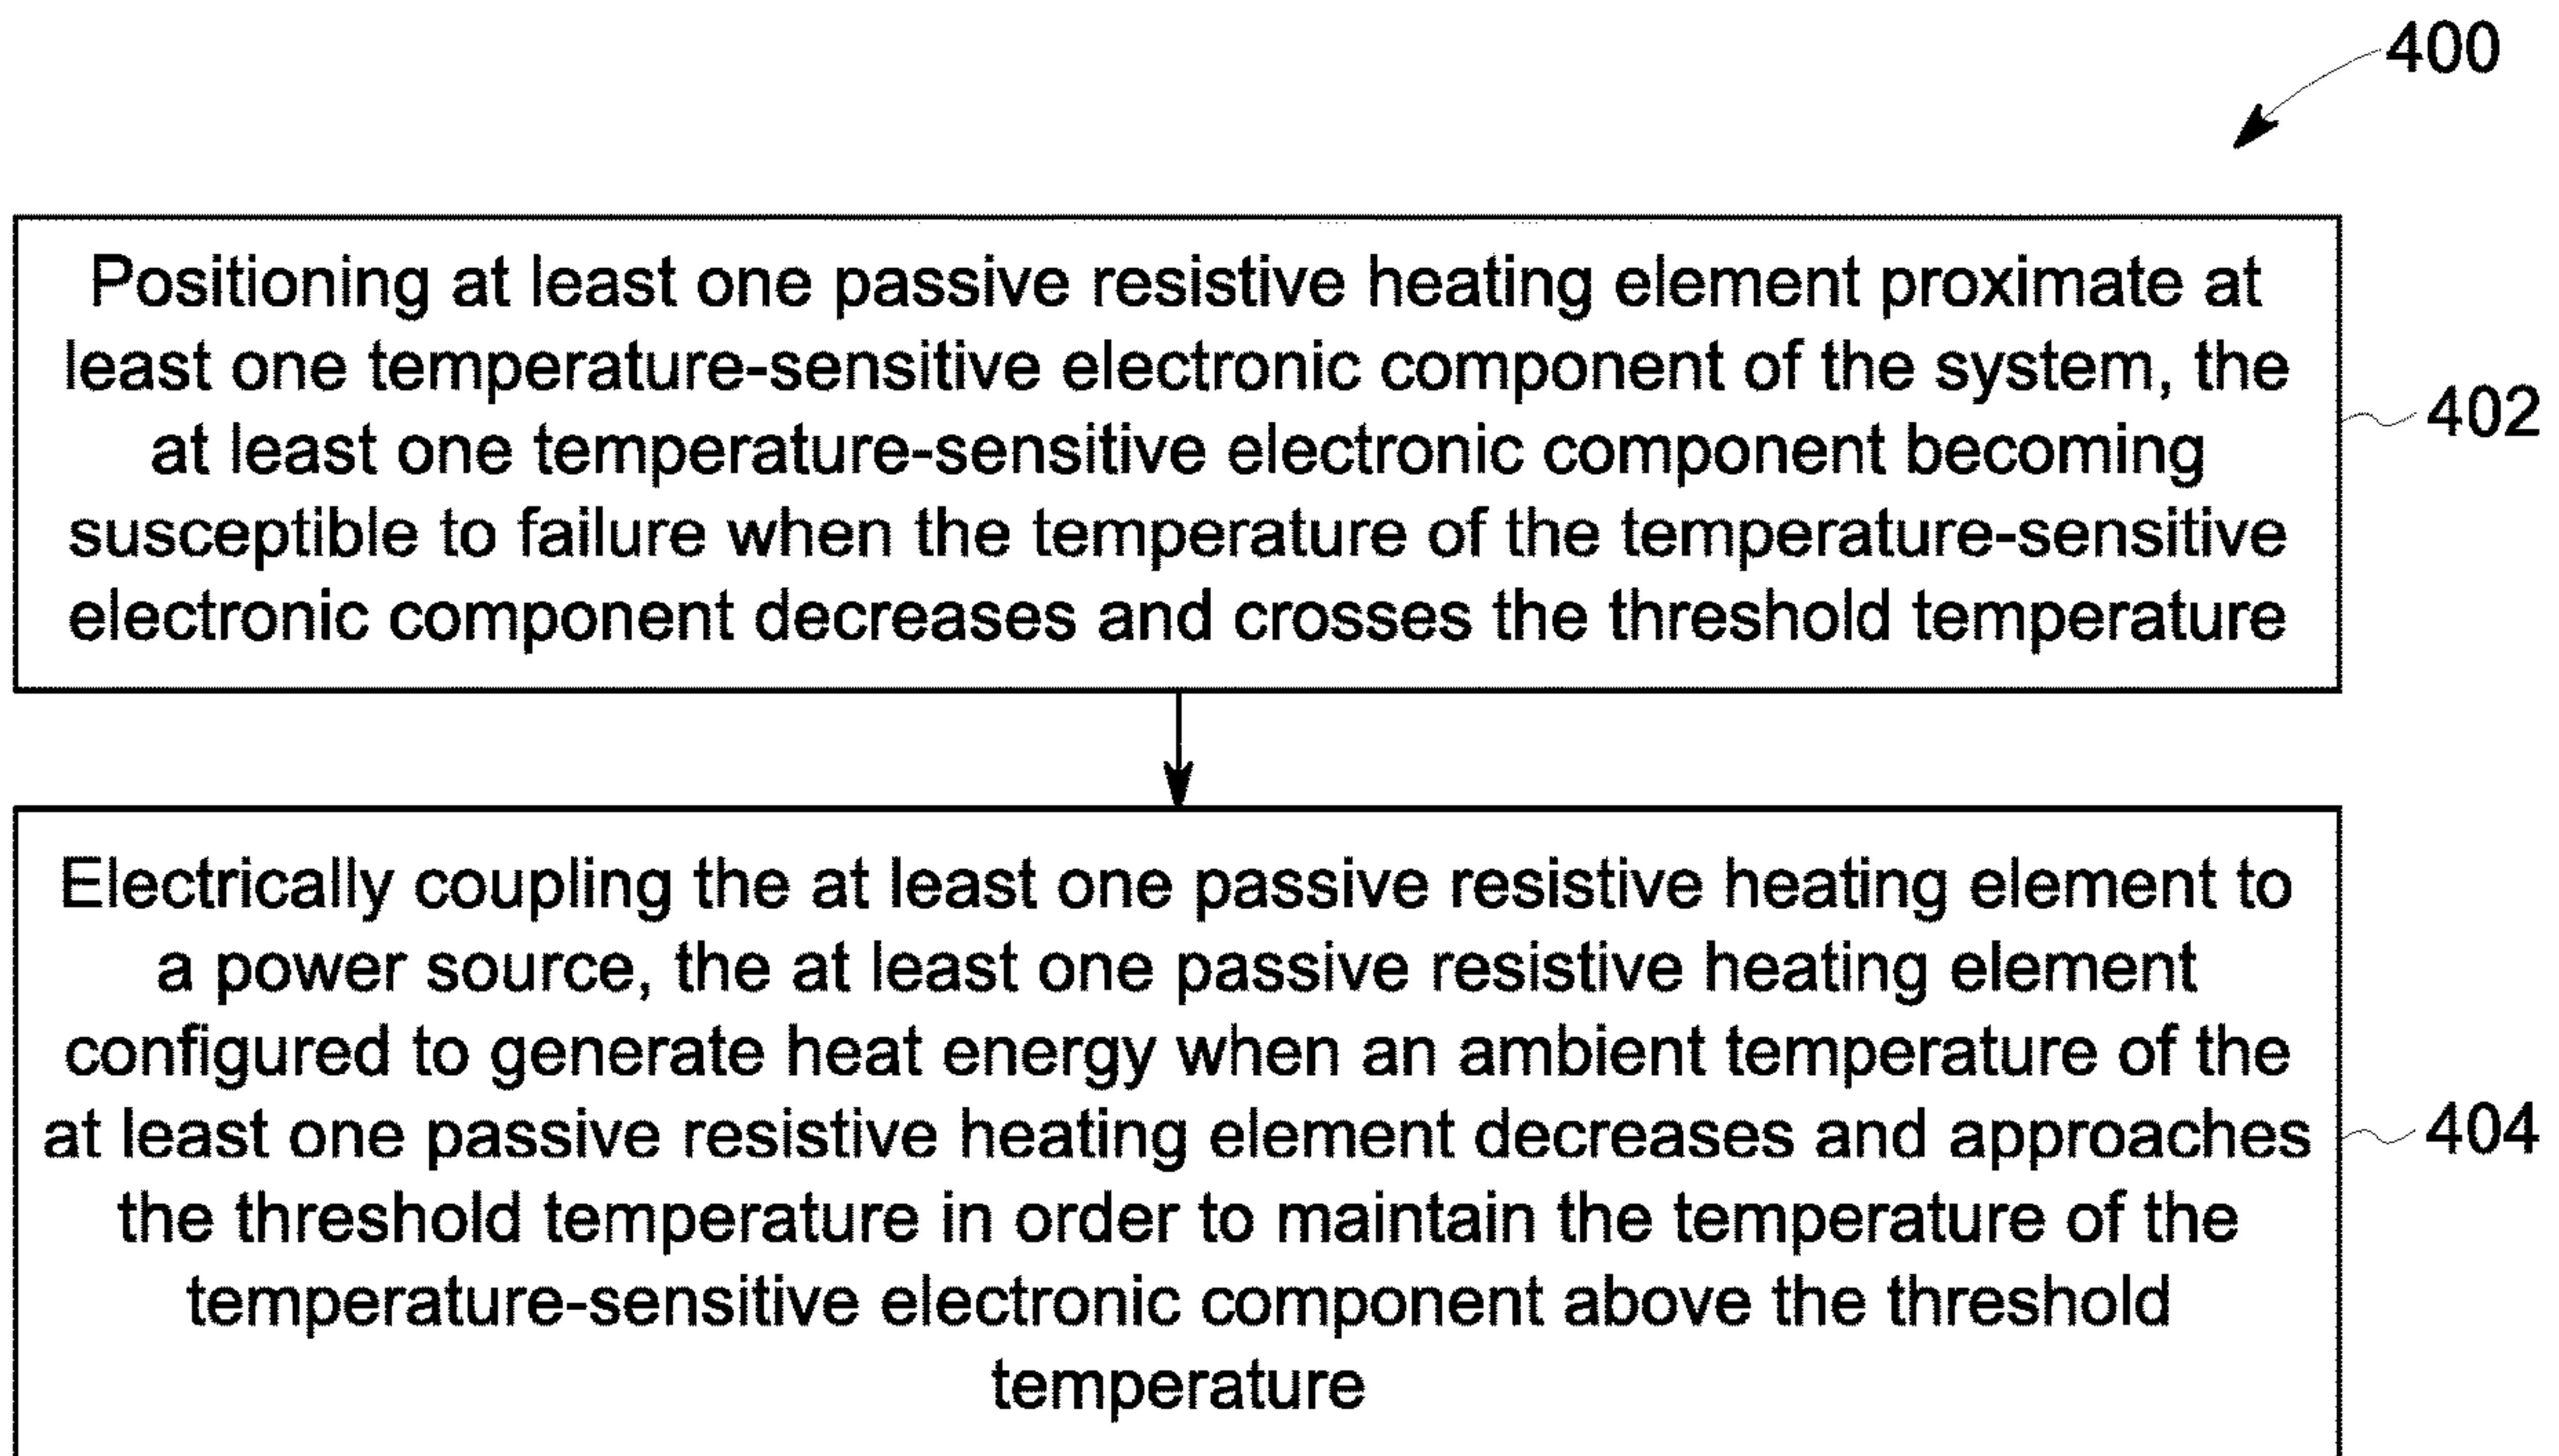 400
Positioning at least one passive resistive heating element proximate at
least one temperature-sensitive electronic component of the system, the
at least one temperature-sensitive electronic component becoming
susceptible to failure when the temperature of the temperature-sensitive
electronic component decreases and crosses the threshold temperature
402
Electrically coupling the at least one passive resistive heating element to
a power source, the at least one passive resistive heating element
configured to generate heat energy when an ambient temperature of the
at least one passive resistive heating element decreases and approaches
the threshold temperature in order to maintain the temperature of the
temperature-sensitive electronic component above the threshold
temperature
404